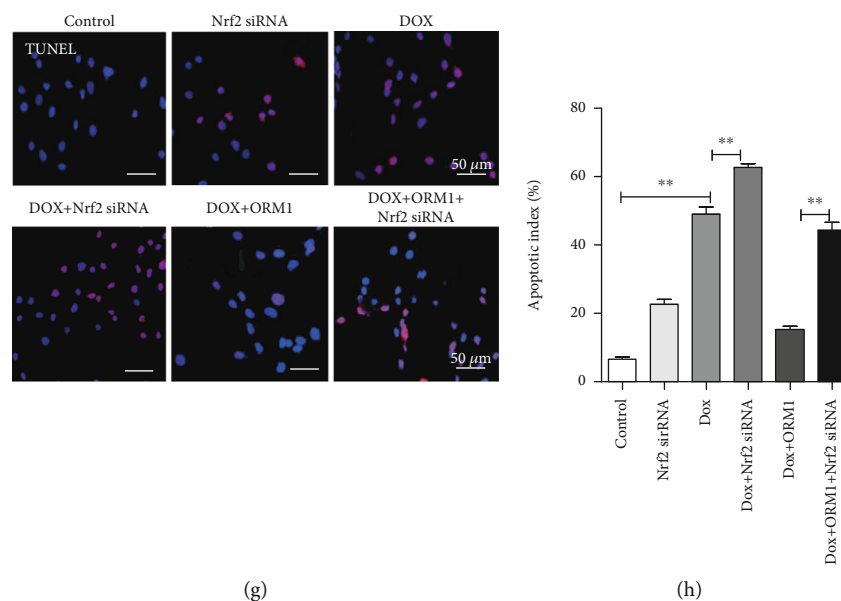 Control
Nrf2 siRNA
DOX
TUNEL
50 μm
DOX+Nrf2 siRNA
DOX+ORM1
DOX+ORM1+
Nrf2 siRNA
50 μm
(g)
Apoptotic index (%)
80
60
40
20
0
**
**
**
Control
Nrf2 sirRNA
Dox
Dox+Nrf2 siRNA
Dox+ORM1
Dox+ORM1+Nrf2 siRNA
(h)